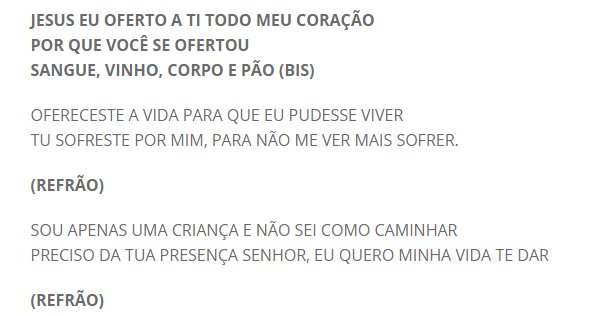 JESUS EU OFERTO A TI TODO MEU CORAÇÃO
POR QUE VOCÊ SE OFERTOU
SANGUE, VINHO, CORPO E PÃO (BIS)
OFERECESTE A VIDA PARA QUE EU PUDESSE VIVER
TU SOFRESTE POR MIM, PARA NÃO ME VER MAIS SOFRER.
(REFRÃO)
SOU APENAS UMA CRIANÇA E NÃO SEI COMO CAMINHAR
PRECISO DA TUA PRESENÇA SENHOR, EU QUERO MINHA VIDA TE DAR
(REFRÃO)